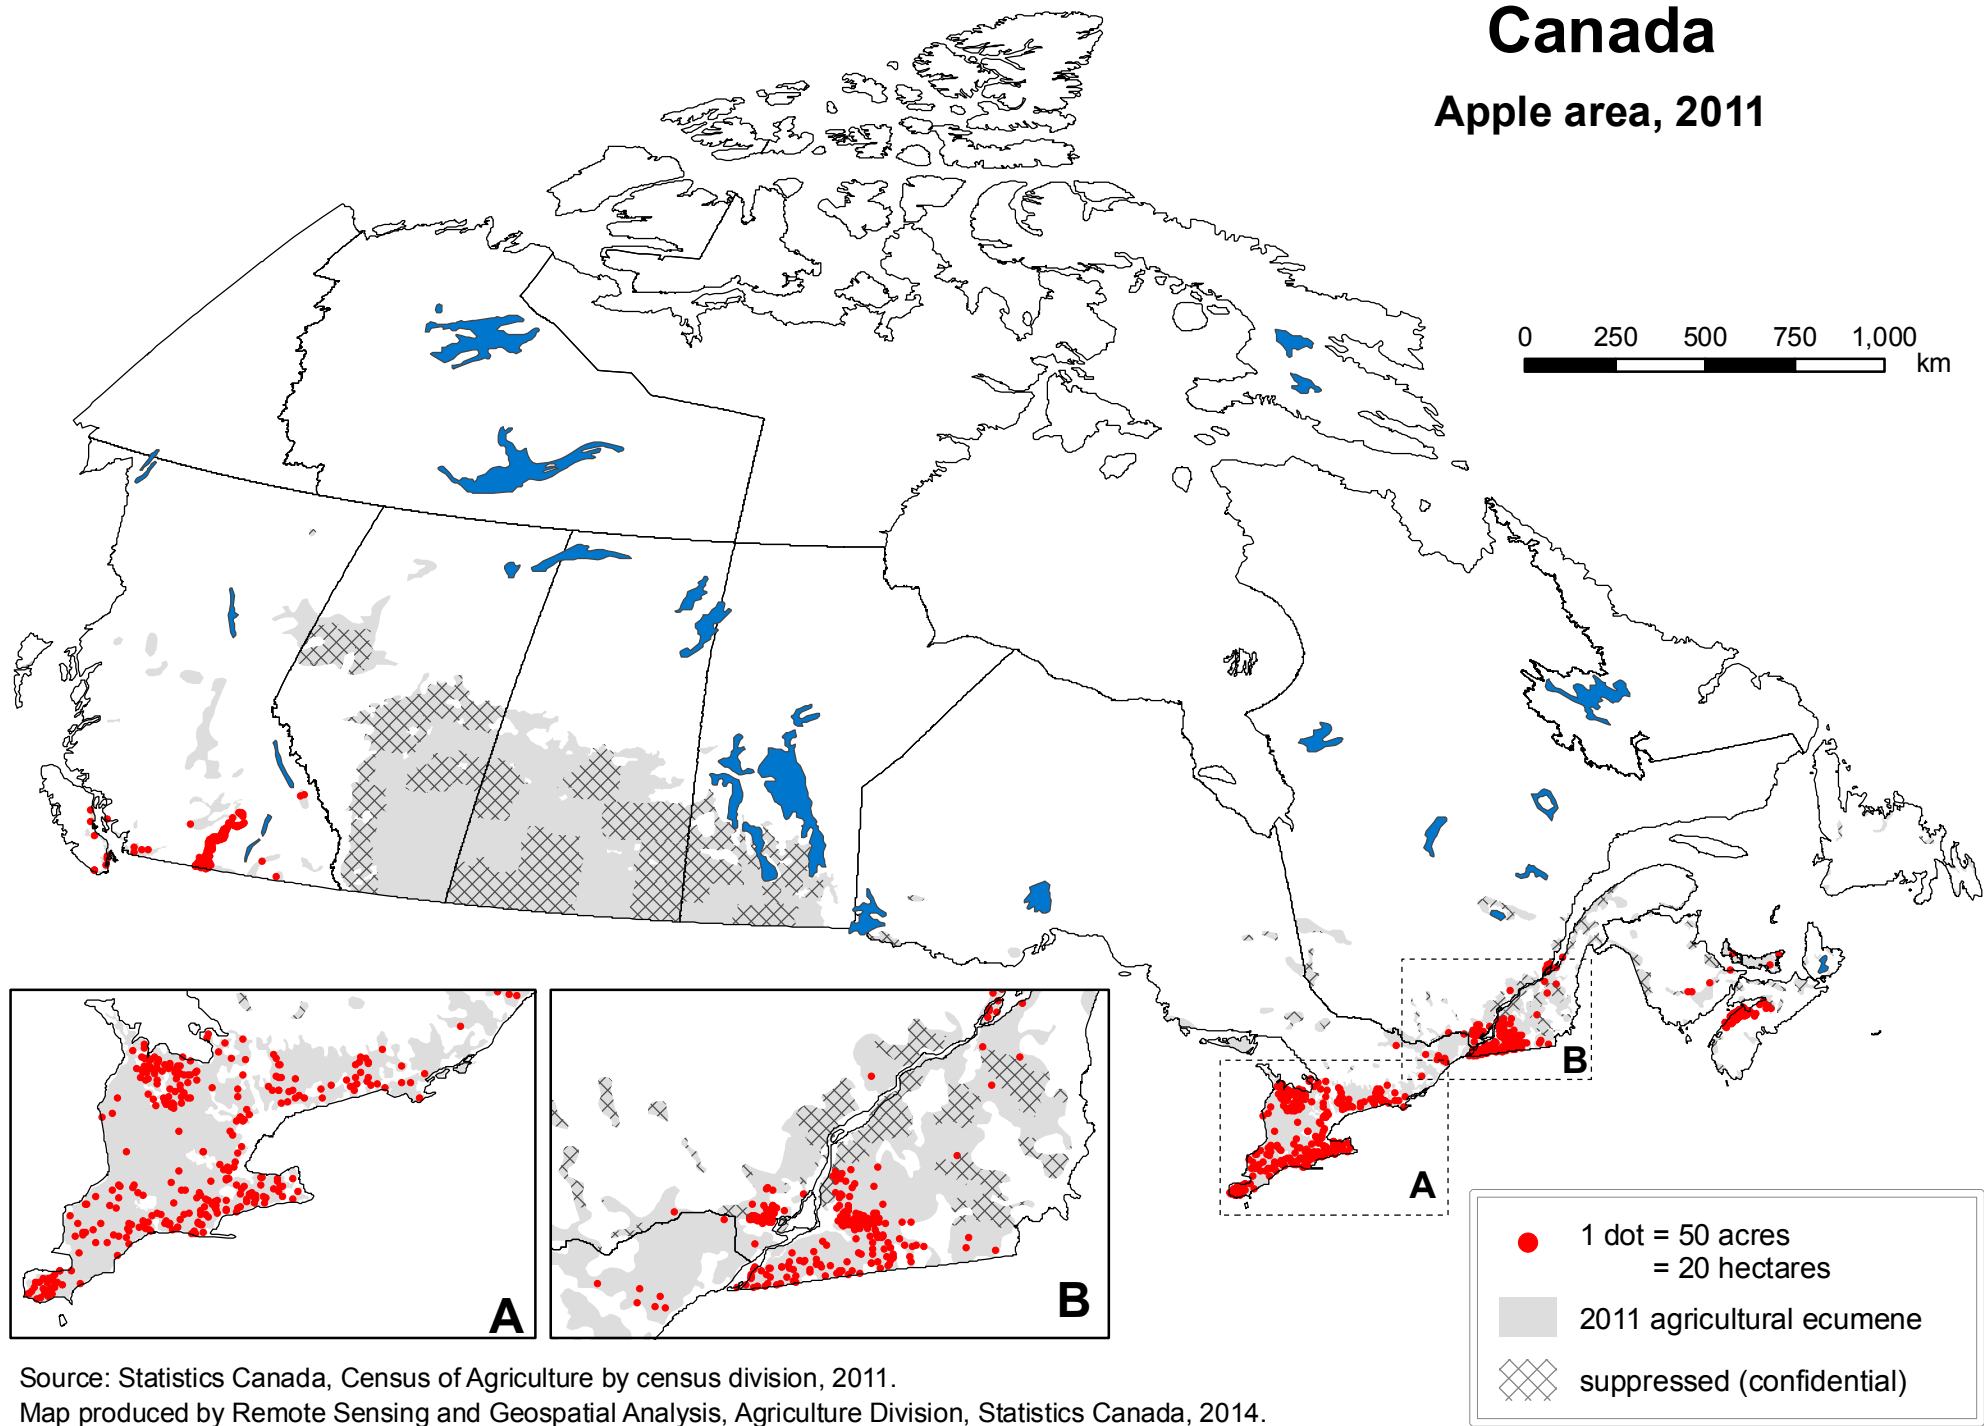 Canada
Apple area, 2011
0 250 500 750 1,000
km
B
A
A
B
1 dot = 50 acres
= 20 hectares
2011 agricultural ecumene
suppressed (confidential)
Source: Statistics Canada, Census of Agriculture by census division, 2011.
Map produced by Remote Sensing and Geospatial Analysis, Agriculture Division, Statistics Canada, 2014.